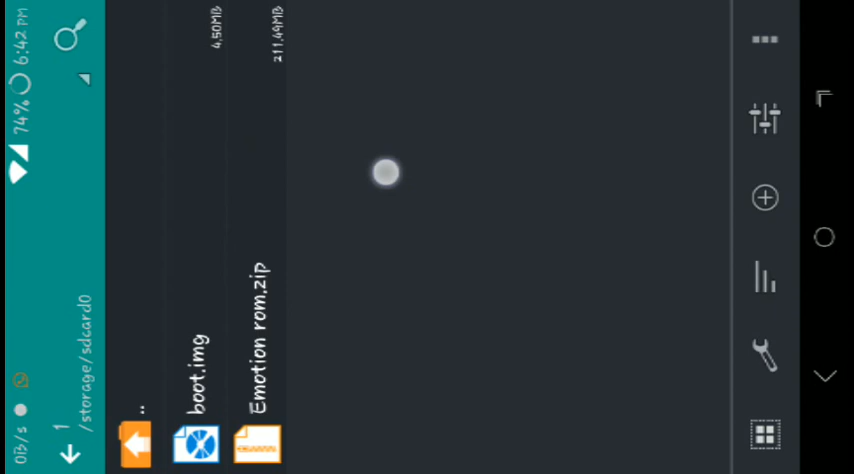 0B/s 74% 6:42 PM
1
/storage/sdcard0
..
boot.img 4.50MB
Emotion rom.zip 211.49MB